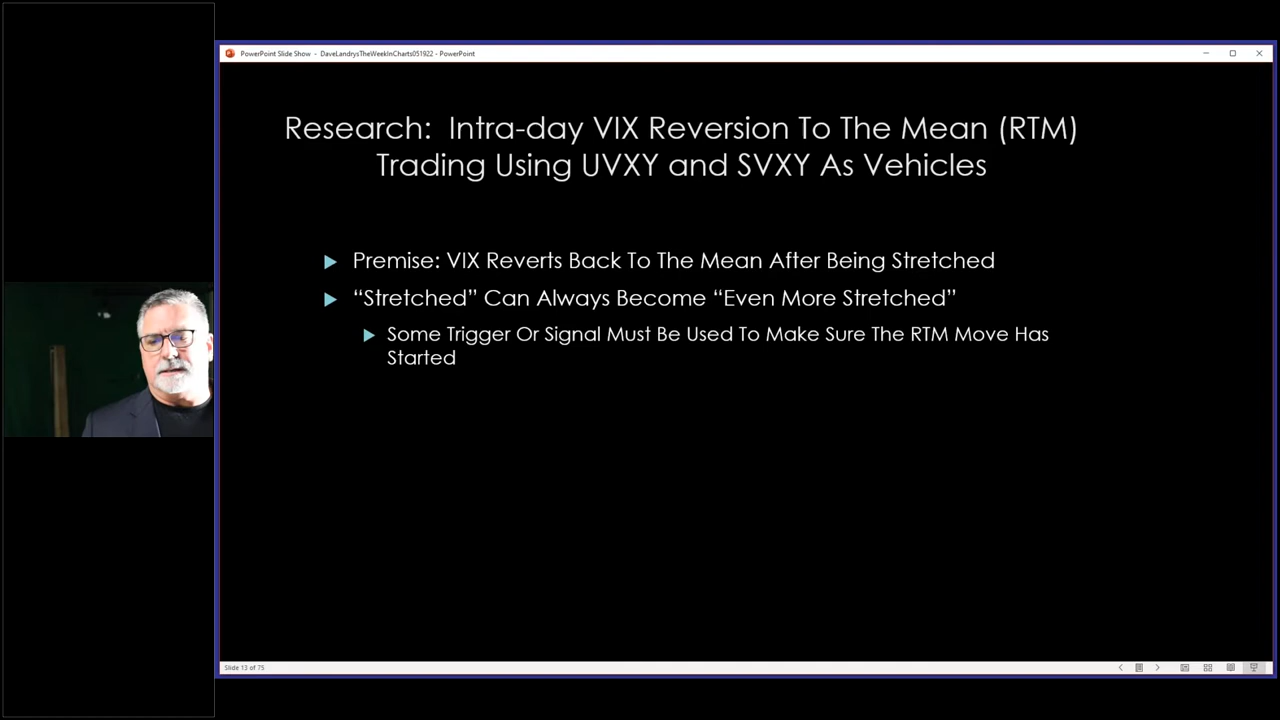 PowerPoint Slide Show - DaveLandrysTheWeekInCharts051922 - PowerPoint
Research: Intra-day VIX Reversion To The Mean (RTM)
Trading Using UVXY and SVXY As Vehicles
Premise: VIX Reverts Back To The Mean After Being Stretched
“Stretched” Can Always Become “Even More Stretched”
Some Trigger Or Signal Must Be Used To Make Sure The RTM Move Has
Started
Slide 13 of 75